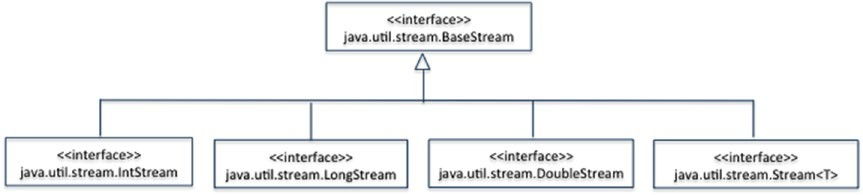 <<interface>>
java.util.stream.BaseStream
<<interface>>
java.util.stream.IntStream
<<interface>>
java.util.stream.LongStream
<<interface>>
java.util.stream.DoubleStream
<<interface>>
java.util.stream.Stream<T>